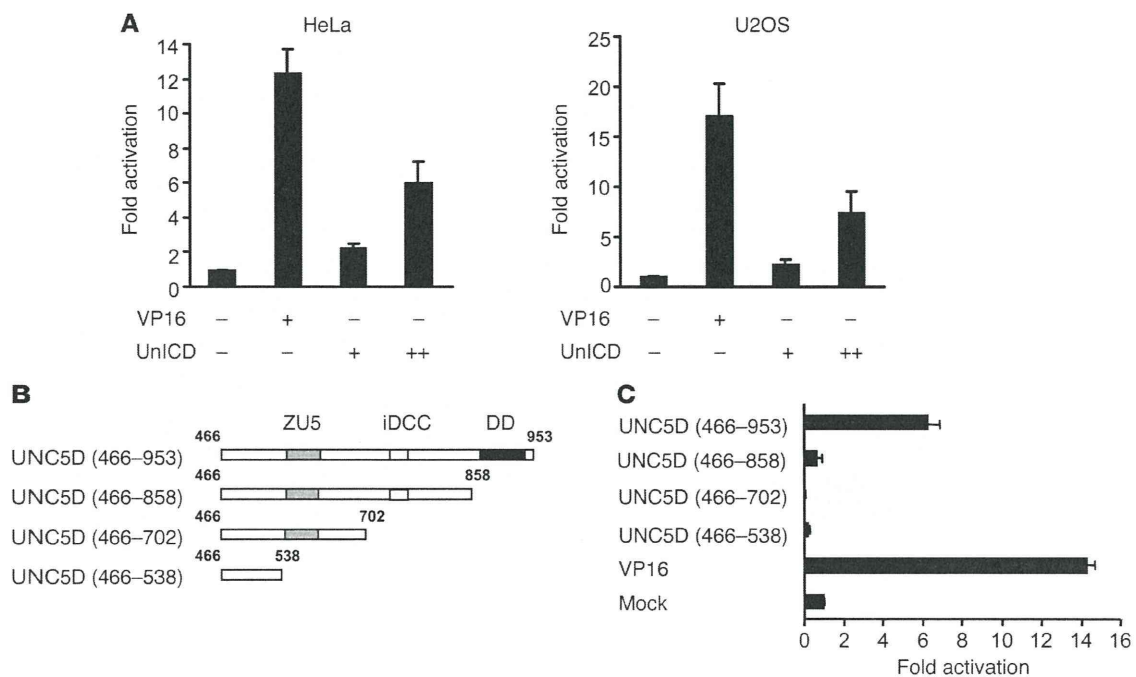 A
HeLa
Fold activation
14
12
10
8
6
4
2
0
VP16 – + – –
UnICD – – + ++
U2OS
Fold activation
25
20
15
10
5
0
VP16 – + – –
UnICD – – + ++
B
ZU5 iDCC DD
466 953
UNC5D (466–953)
466 858
UNC5D (466–858)
466 702
UNC5D (466–702)
466 538
UNC5D (466–538)
C
UNC5D (466–953)
UNC5D (466–858)
UNC5D (466–702)
UNC5D (466–538)
VP16
Mock
0 2 4 6 8 10 12 14 16
Fold activation